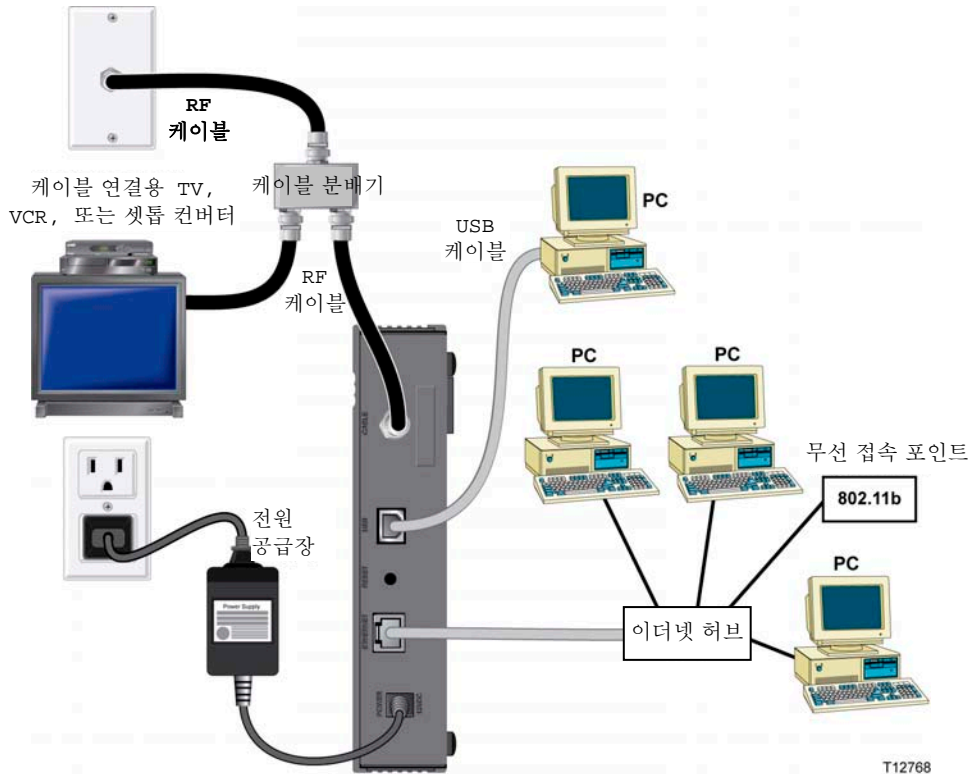 RF
케이블
케이블 연결용 TV,
VCR, 또는 셋톱 컨버터
케이블 분배기
RF
케이블
USB
케이블
PC
PC
PC
무선 접속 포인트
802.11b
PC
이더넷 허브
전원
공급장
Power Supply
CABLE
USB
RESET
ETHERNET
POWER
15VDC
T12768